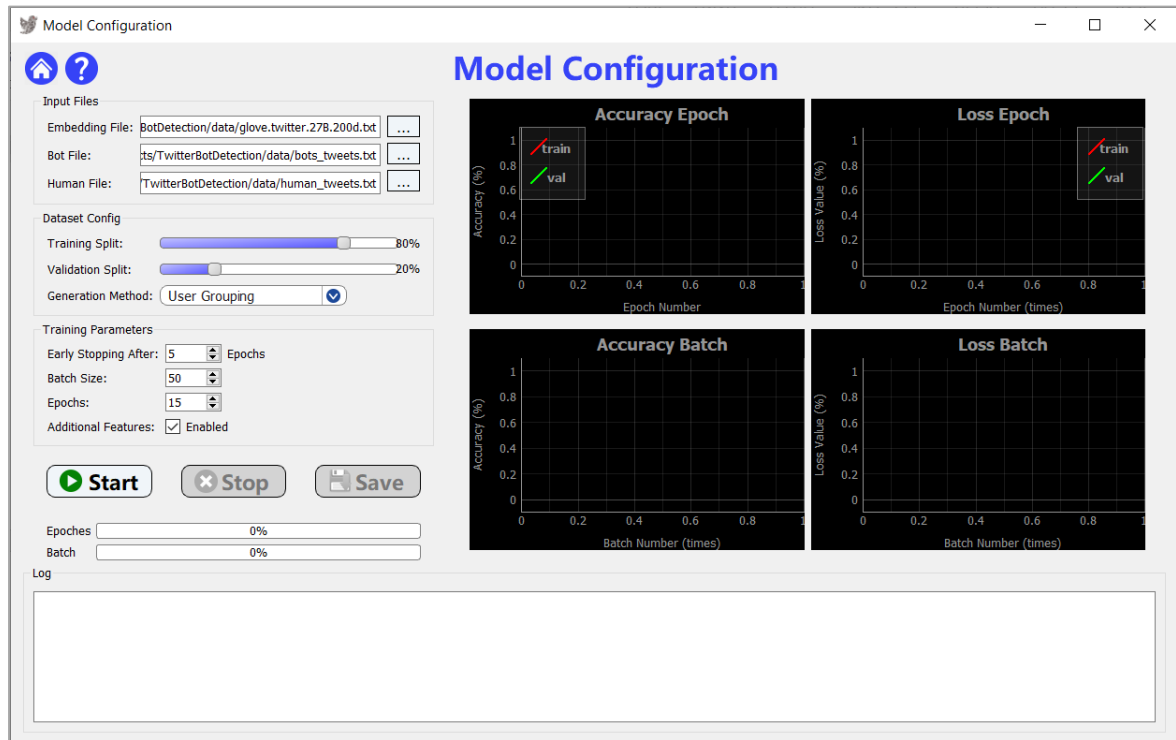 Model Configuration
?
Model Configuration
Input Files
Embedding File: BotDetection/data/glove.twitter.27B.200d.txt ...
Bot File: :ts/TwitterBotDetection/data/bots_tweets.txt ...
Human File: /TwitterBotDetection/data/human_tweets.txt ...
Dataset Config
Training Split: 80%
Validation Split: 20%
Generation Method: User Grouping
Training Parameters
Early Stopping After: 5 Epochs
Batch Size: 50
Epochs: 15
Additional Features: Enabled
Start Stop Save
Epoches 0%
Batch 0%
Accuracy Epoch
train
val
Accuracy (%)
1
0.8
0.6
0.4
0.2
0
0 0.2 0.4 0.6 0.8 1
Epoch Number
Loss Epoch
train
val
Loss Value (%)
1
0.8
0.6
0.4
0.2
0
0 0.2 0.4 0.6 0.8 1
Epoch Number (times)
Accuracy Batch
Accuracy (%)
1
0.8
0.6
0.4
0.2
0
0 0.2 0.4 0.6 0.8 1
Batch Number (times)
Loss Batch
Loss Value (%)
1
0.8
0.6
0.4
0.2
0
0 0.2 0.4 0.6 0.8 1
Batch Number (times)
Log